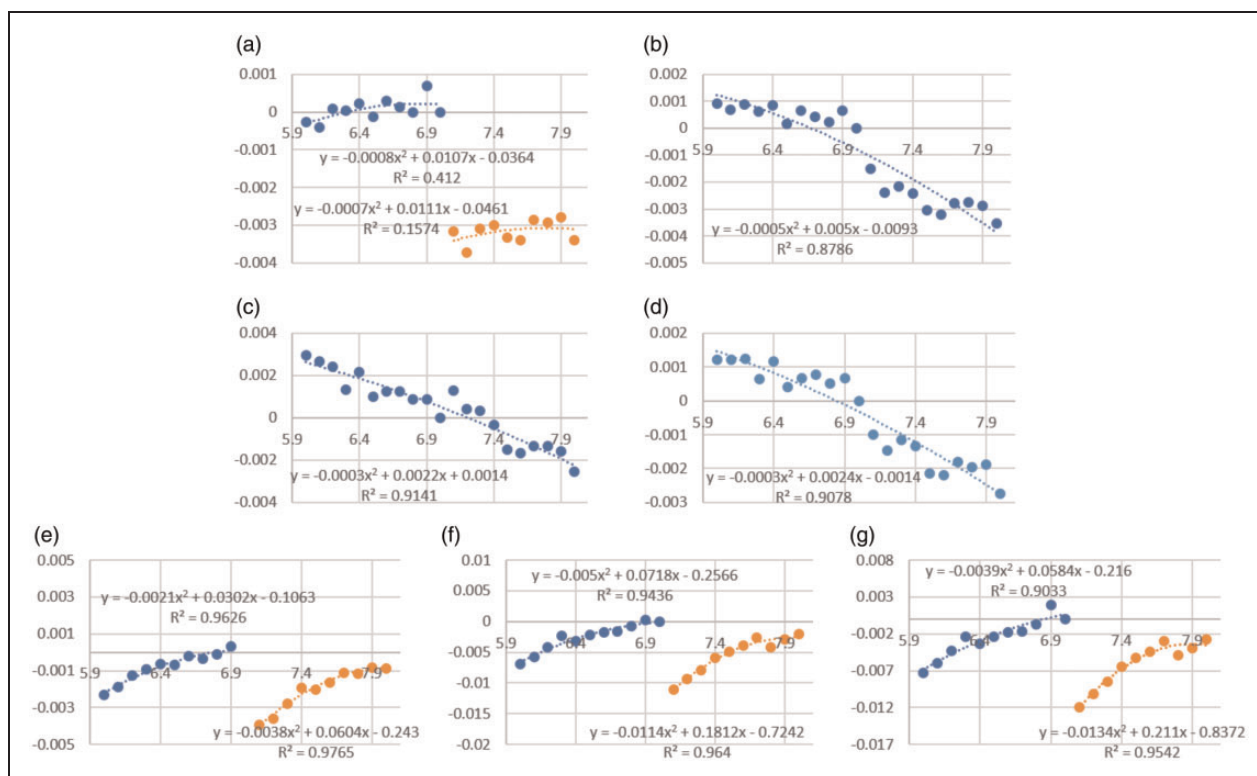 (a)
0.001
0
-0.001
-0.002
-0.003
-0.004
5.9 6.4 6.9 7.4 7.9
y = -0.0008x² + 0.0107x - 0.0364
R² = 0.412
y = -0.0007x² + 0.0111x - 0.0461
R² = 0.1574
(b)
0.002
0.001
0
-0.001
-0.002
-0.003
-0.004
-0.005
5.9 6.4 6.9 7.4 7.9
y = -0.0005x² + 0.005x - 0.0093
R² = 0.8786
(c)
0.004
0.002
0
-0.002
-0.004
5.9 6.4 6.9 7.4 7.9
y = -0.0003x² + 0.0022x + 0.0014
R² = 0.9141
(d)
0.002
0.001
0
-0.001
-0.002
-0.003
5.9 6.4 6.9 7.4 7.9
y = -0.0003x² + 0.0024x - 0.0014
R² = 0.9078
(e)
0.005
0.003
0.001
-0.001
-0.003
-0.005
5.9 6.4 6.9 7.4 7.9
y = -0.0021x² + 0.0302x - 0.1063
R² = 0.9626
y = -0.0038x² + 0.0604x - 0.243
R² = 0.9765
(f)
0.01
0.005
0
-0.005
-0.01
-0.015
-0.02
5.9 6.4 6.9 7.4 7.9
y = -0.005x² + 0.0718x - 0.2566
R² = 0.9436
y = -0.0114x² + 0.1812x - 0.7242
R² = 0.964
(g)
0.008
0.003
-0.002
-0.007
-0.012
-0.017
5.9 6.4 6.9 7.4 7.9
y = -0.0039x² + 0.0584x - 0.216
R² = 0.9033
y = -0.0134x² + 0.211x - 0.8372
R² = 0.9542